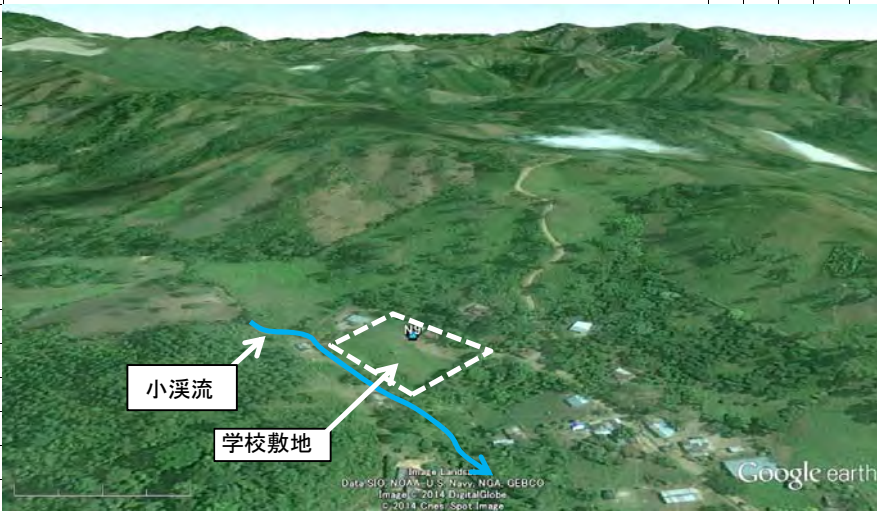 N9
小渓流
学校敷地
Image Landsat
Data SIO, NOAA, U.S. Navy, NGA, GEBCO
Image © 2014 DigitalGlobe
© 2014 Cnes/Spot Image
Google earth